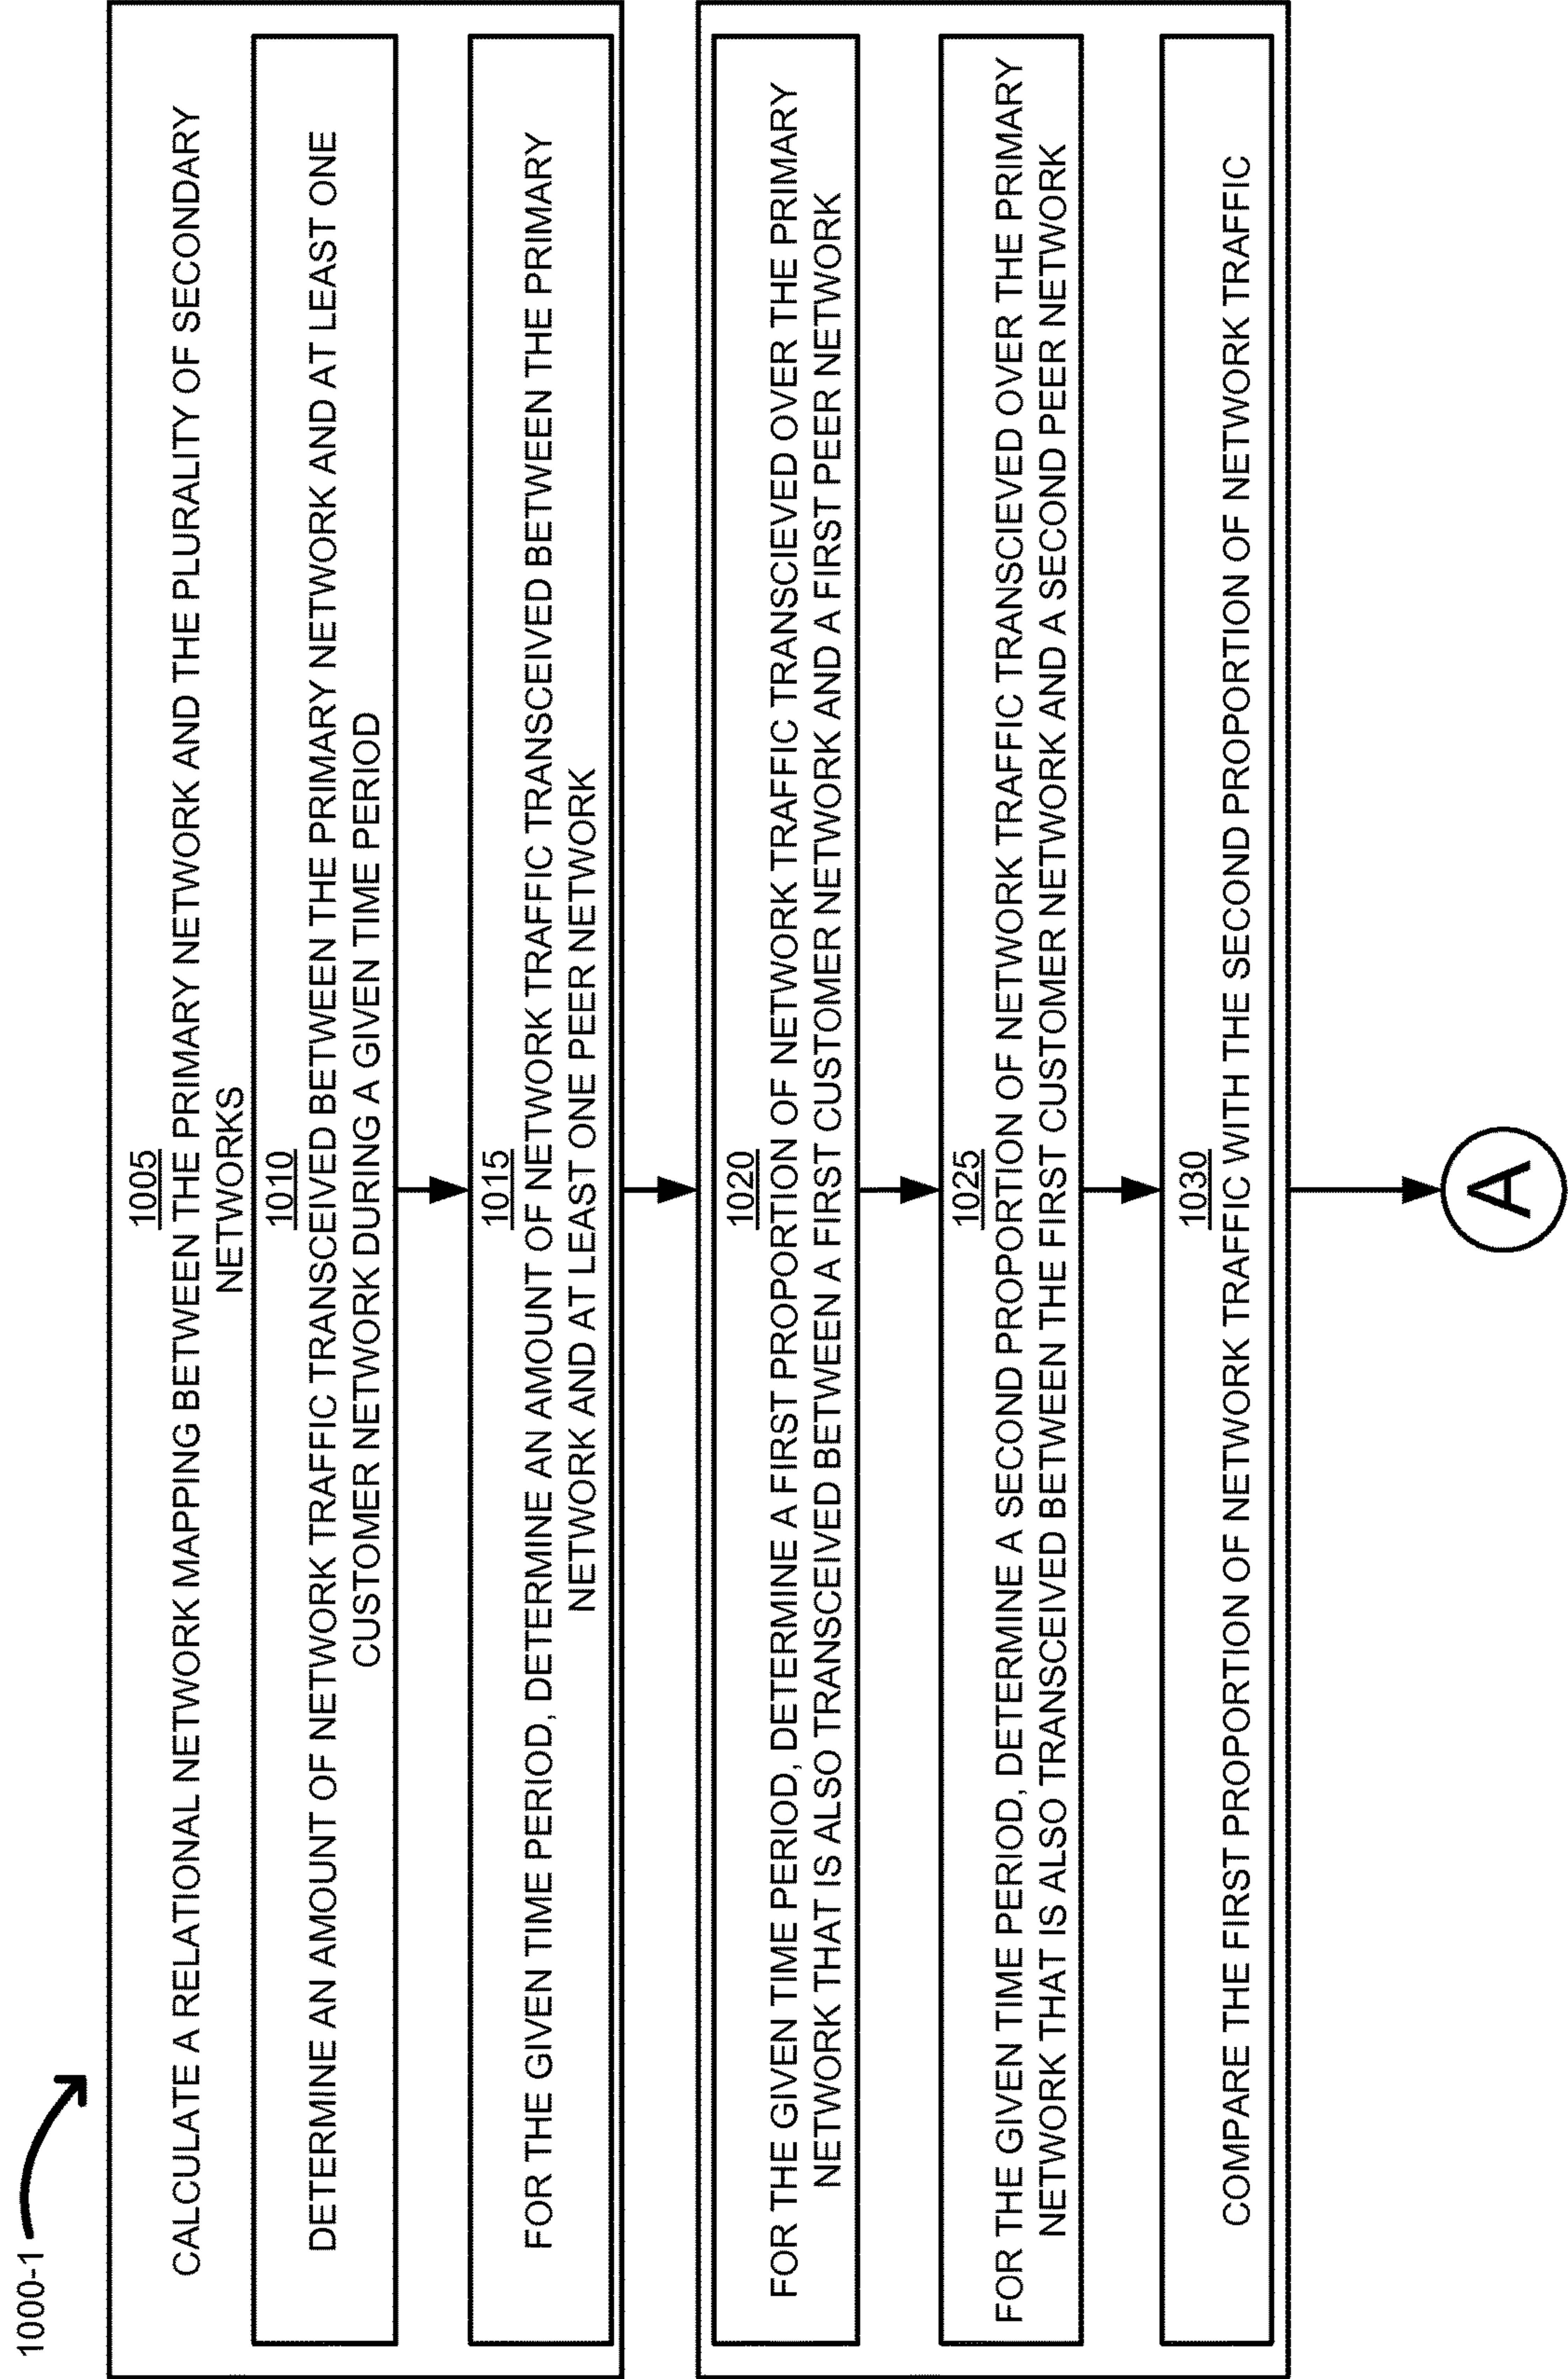 1000-1
1005
CALCULATE A RELATIONAL NETWORK MAPPING BETWEEN THE PRIMARY NETWORK AND THE PLURALITY OF SECONDARY
NETWORKS
1010
DETERMINE AN AMOUNT OF NETWORK TRAFFIC TRANSCEIVED BETWEEN THE PRIMARY NETWORK AND AT LEAST ONE
CUSTOMER NETWORK DURING A GIVEN TIME PERIOD
1015
FOR THE GIVEN TIME PERIOD, DETERMINE AN AMOUNT OF NETWORK TRAFFIC TRANSCEIVED BETWEEN THE PRIMARY
NETWORK AND AT LEAST ONE PEER NETWORK
1020
FOR THE GIVEN TIME PERIOD, DETERMINE A FIRST PROPORTION OF NETWORK TRAFFIC TRANSCIEVED OVER THE PRIMARY
NETWORK THAT IS ALSO TRANSCEIVED BETWEEN A FIRST CUSTOMER NETWORK AND A FIRST PEER NETWORK
1025
FOR THE GIVEN TIME PERIOD, DETERMINE A SECOND PROPORTION OF NETWORK TRAFFIC TRANSCIEVED OVER THE PRIMARY
NETWORK THAT IS ALSO TRANSCEIVED BETWEEN THE FIRST CUSTOMER NETWORK AND A SECOND PEER NETWORK
1030
COMPARE THE FIRST PROPORTION OF NETWORK TRAFFIC WITH THE SECOND PROPORTION OF NETWORK TRAFFIC
A